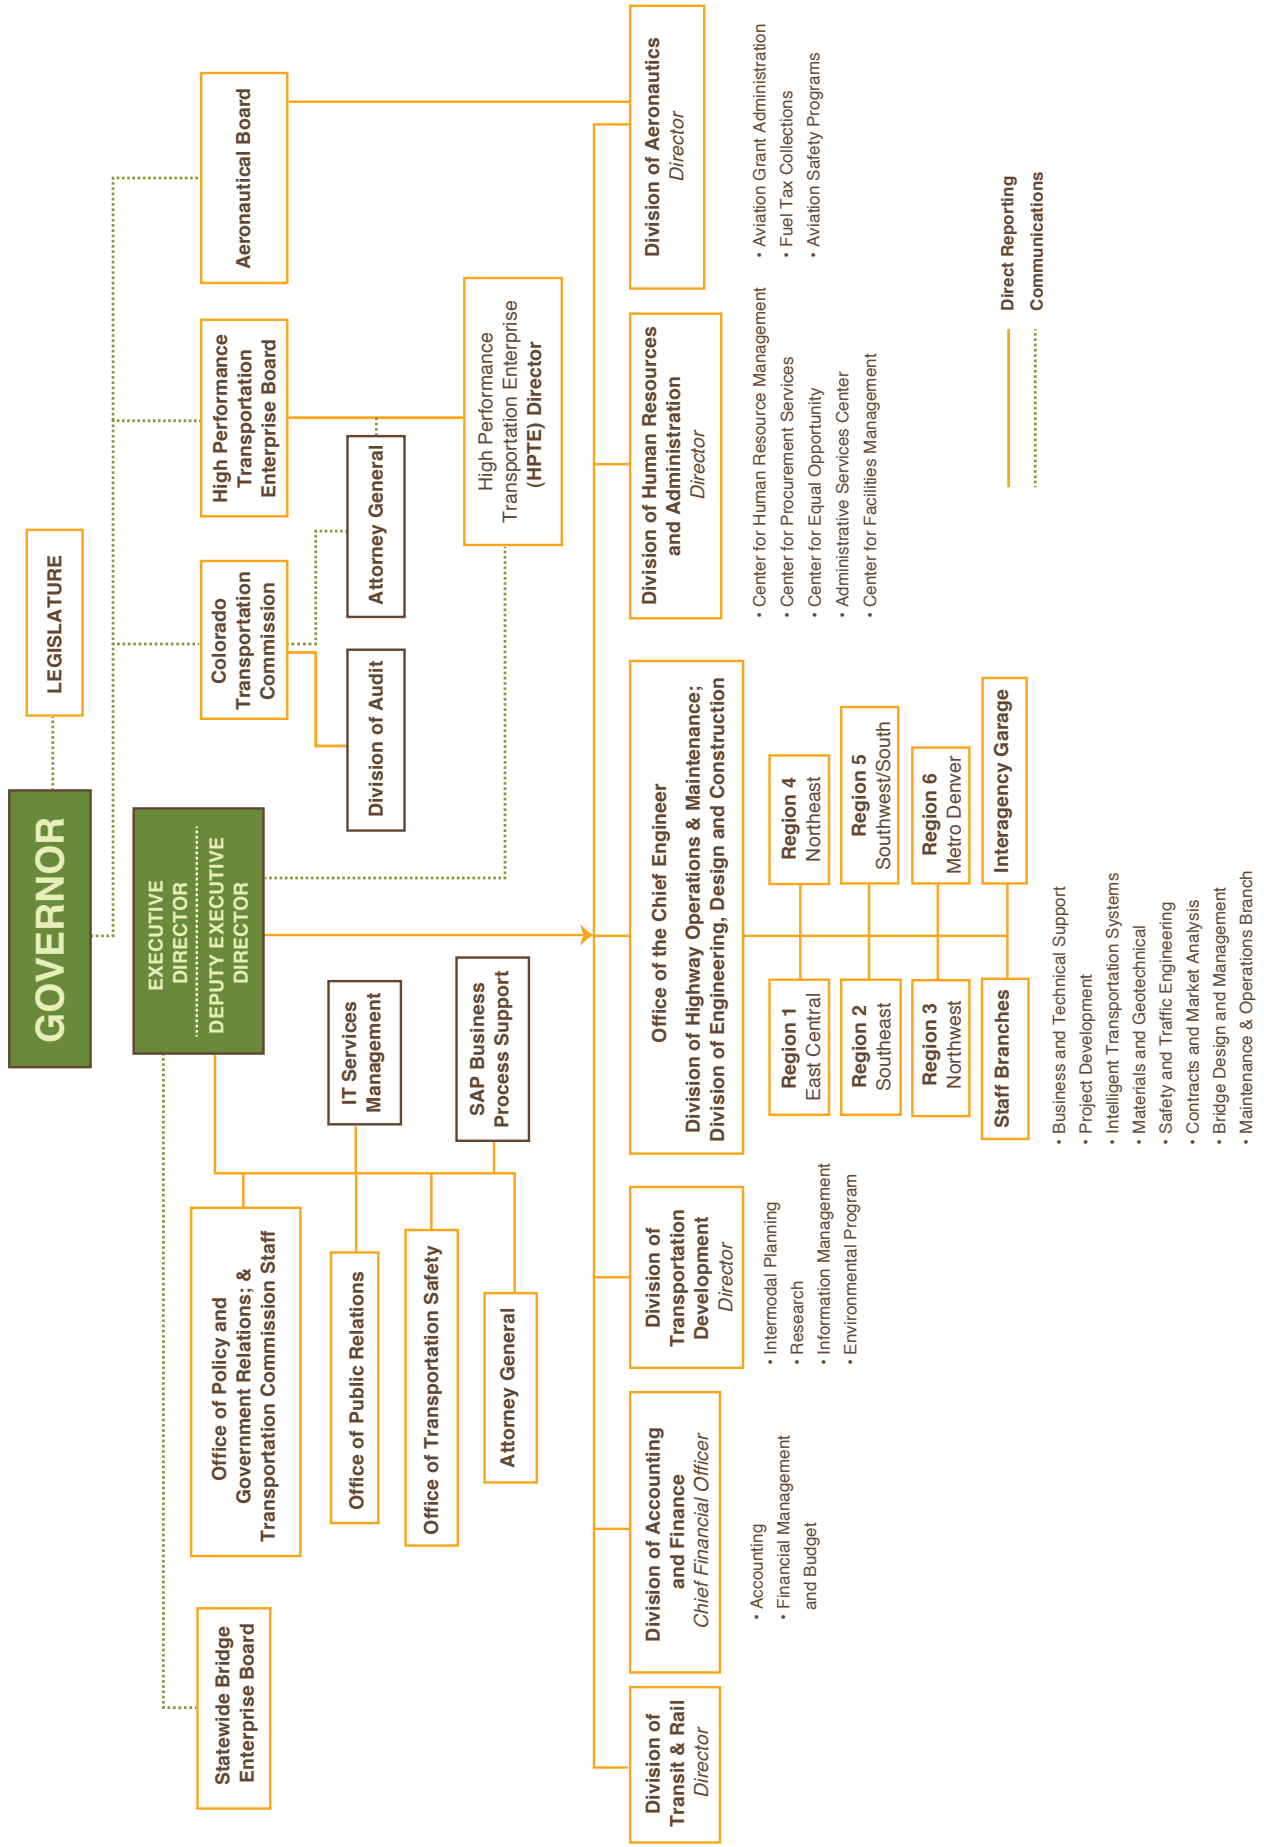 GOVERNOR
LEGISLATURE
EXECUTIVE
DIRECTOR
DEPUTY EXECUTIVE
DIRECTOR
Statewide Bridge
Enterprise Board
Office of Policy and
Government Relations; &
Transportation Commission Staff
Office of Public Relations
Office of Transportation Safety
Attorney General
IT Services
Management
SAP Business
Process Support
Colorado
Transportation
Commission
High Performance
Transportation
Enterprise Board
Aeronautical Board
Division of Audit
Attorney General
High Performance
Transportation Enterprise
(HPTE) Director
Division of
Transit & Rail
Director
Division of Accounting
and Finance
Chief Financial Officer
• Accounting
• Financial Management
and Budget
Division of
Transportation
Development
Director
• Intermodal Planning
• Research
• Information Management
• Environmental Program
Office of the Chief Engineer
Division of Highway Operations & Maintenance;
Division of Engineering, Design and Construction
Region 1
East Central
Region 4
Northeast
Region 2
Southeast
Region 5
Southwest/South
Region 3
Northwest
Region 6
Metro Denver
Staff Branches
Interagency Garage
• Business and Technical Support
• Project Development
• Intelligent Transportation Systems
• Materials and Geotechnical
• Safety and Traffic Engineering
• Contracts and Market Analysis
• Bridge Design and Management
• Maintenance & Operations Branch
Division of Human Resources
and Administration
Director
• Center for Human Resource Management
• Center for Procurement Services
• Center for Equal Opportunity
• Administrative Services Center
• Center for Facilities Management
Division of Aeronautics
Director
• Aviation Grant Administration
• Fuel Tax Collections
• Aviation Safety Programs
Direct Reporting
Communications